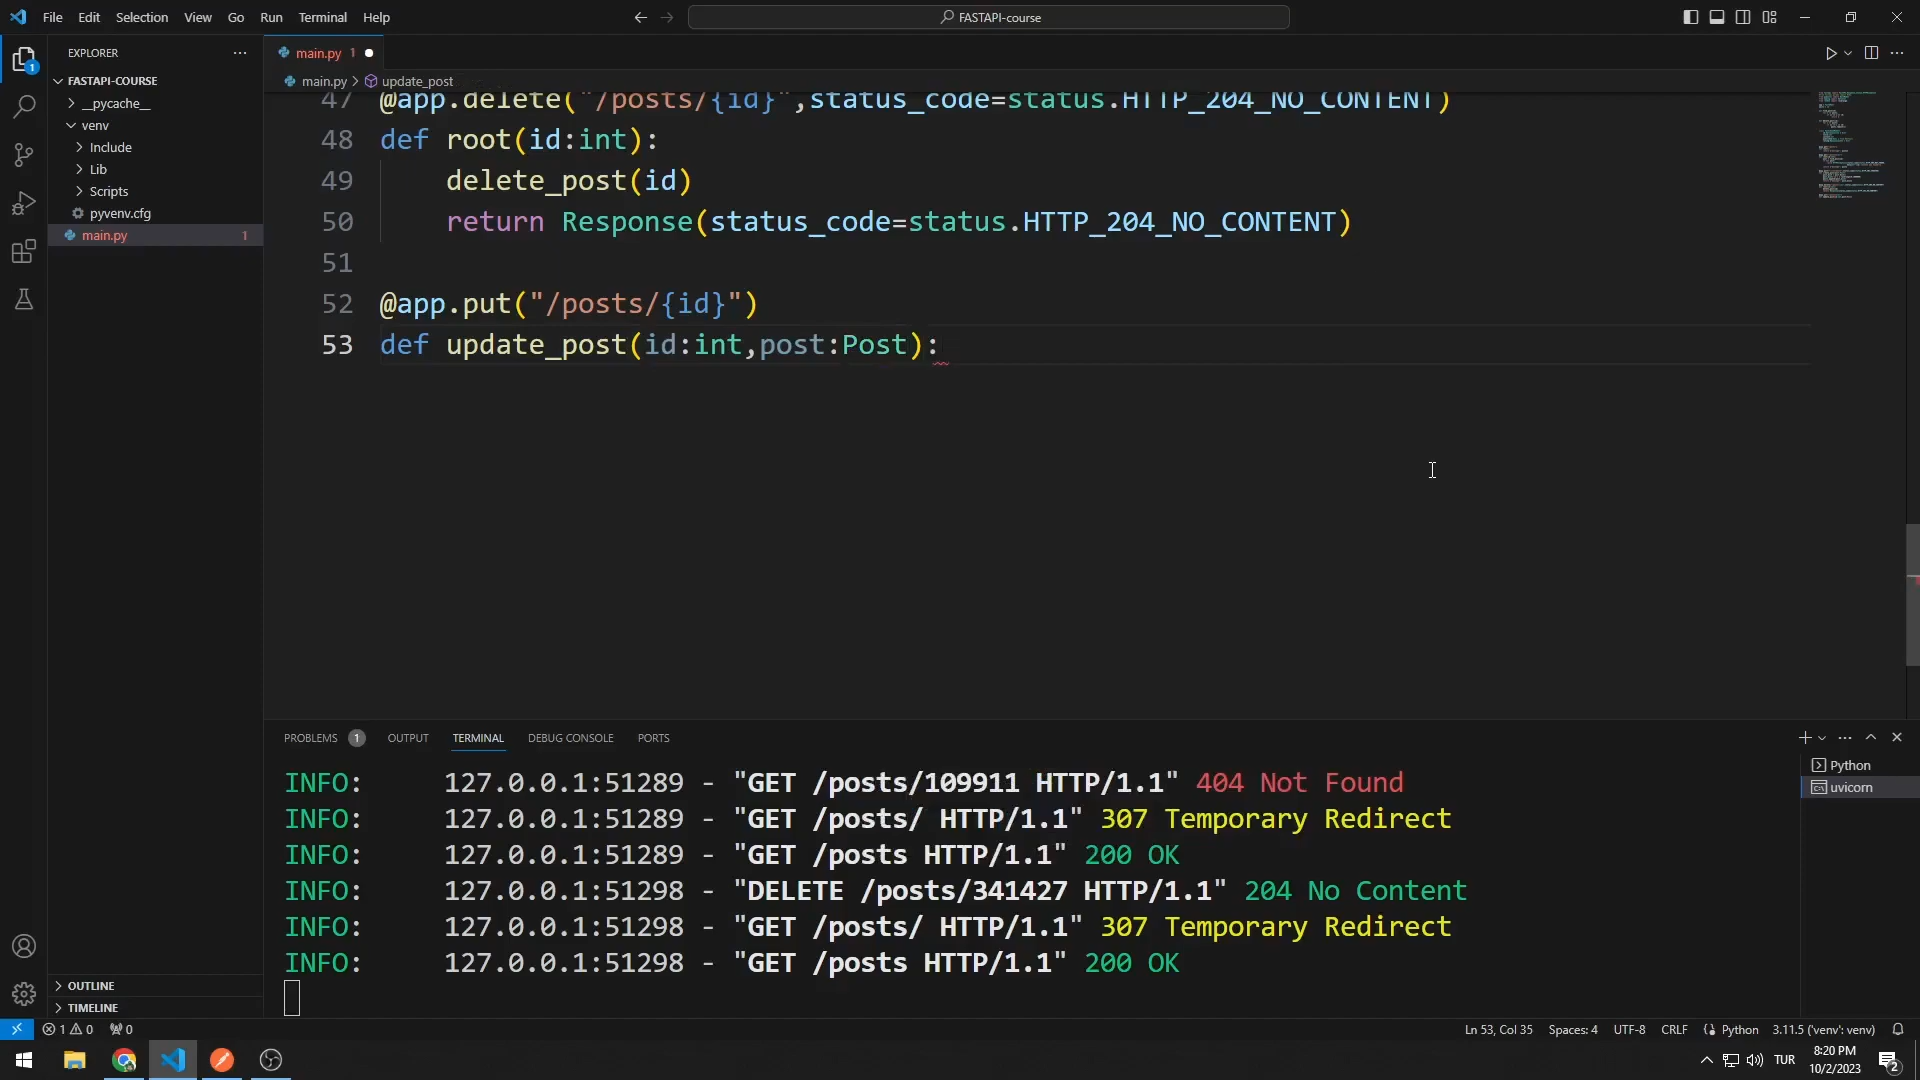 File Edit Selection View Go Run Terminal Help
FASTAPI-course
EXPLORER
main.py 1
FASTAPI-COURSE
main.py > update_post
__pycache__
venv
Include
Lib
Scripts
pyvenv.cfg
main.py 1
47 @app.delete("/posts/{id}",status_code=status.HTTP_204_NO_CONTENT)
48 def root(id:int):
49 delete_post(id)
50 return Response(status_code=status.HTTP_204_NO_CONTENT)
51
52 @app.put("/posts/{id}")
53 def update_post(id:int,post:Post):
PROBLEMS 1 OUTPUT TERMINAL DEBUG CONSOLE PORTS
INFO: 127.0.0.1:51289 - "GET /posts/109911 HTTP/1.1" 404 Not Found
INFO: 127.0.0.1:51289 - "GET /posts/ HTTP/1.1" 307 Temporary Redirect
INFO: 127.0.0.1:51289 - "GET /posts HTTP/1.1" 200 OK
INFO: 127.0.0.1:51298 - "DELETE /posts/341427 HTTP/1.1" 204 No Content
INFO: 127.0.0.1:51298 - "GET /posts/ HTTP/1.1" 307 Temporary Redirect
INFO: 127.0.0.1:51298 - "GET /posts HTTP/1.1" 200 OK
Python
uvicorn
OUTLINE
TIMELINE
1 0 0
Ln 53, Col 35 Spaces: 4 UTF-8 CRLF Python 3.11.5 ('venv': venv)
TUR
8:20 PM
10/2/2023
2